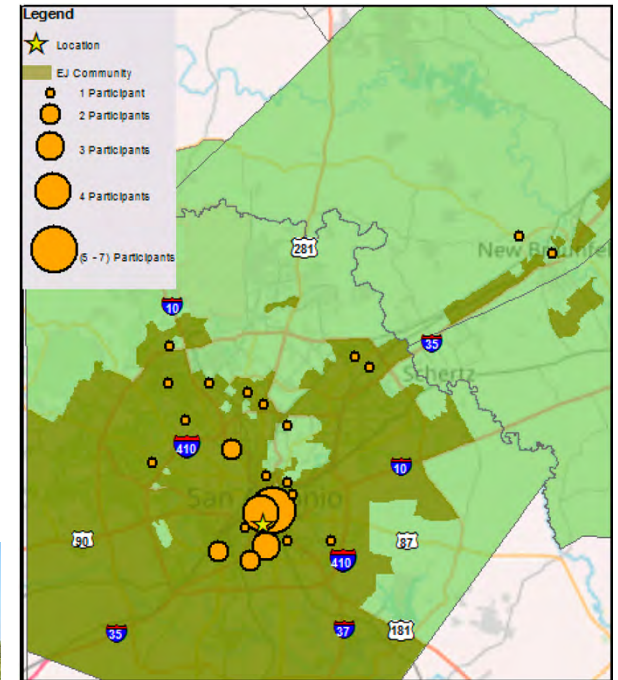 Legend
Location
EJ Community
1 Participant
2 Participants
3 Participants
4 Participants
(5 - 7) Participants
281
New Braunfel
10
35
Schertz
410
10
San Antonio
90
87
410
35
37
181